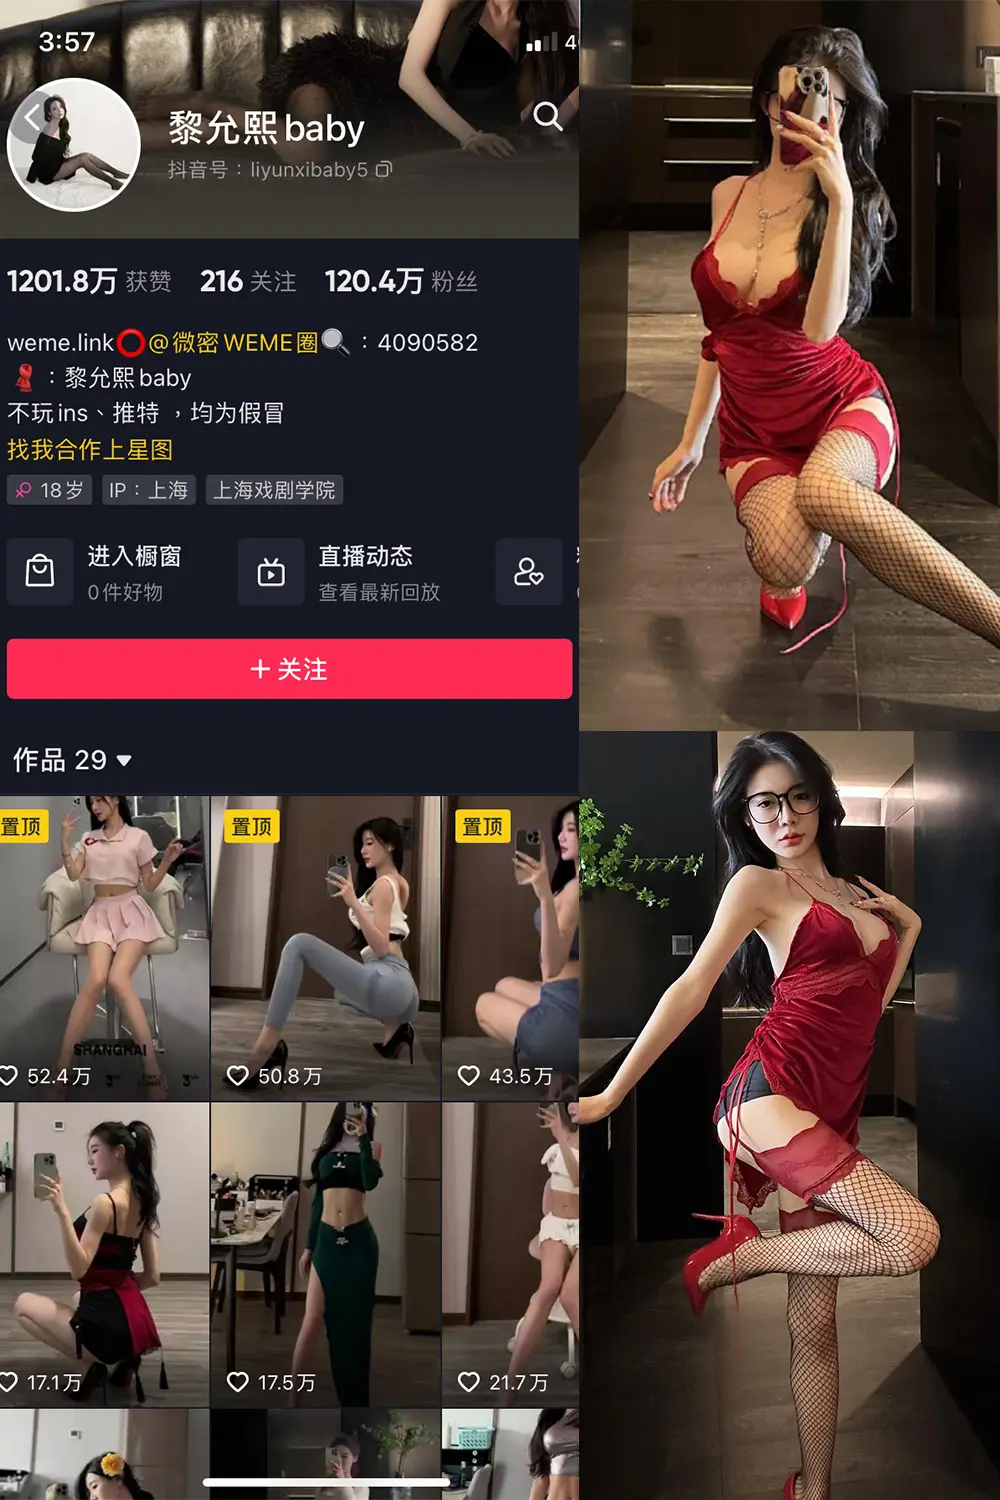 3:57
4
黎允熙baby
抖音号：liyunxibaby5
1201.8万 获赞 216 关注 120.4万 粉丝
weme.link⭕@微密WEME圈🔍：4090582
：黎允熙baby
不玩ins、推特，均为假冒
找我合作上星图
18岁 IP：上海 上海戏剧学院
进入橱窗 直播动态
0件好物 查看最新回放
+ 关注
作品 29
置顶 置顶 置顶
SHANGHAI
52.4万 50.8万 43.5万
17.1万 17.5万 21.7万